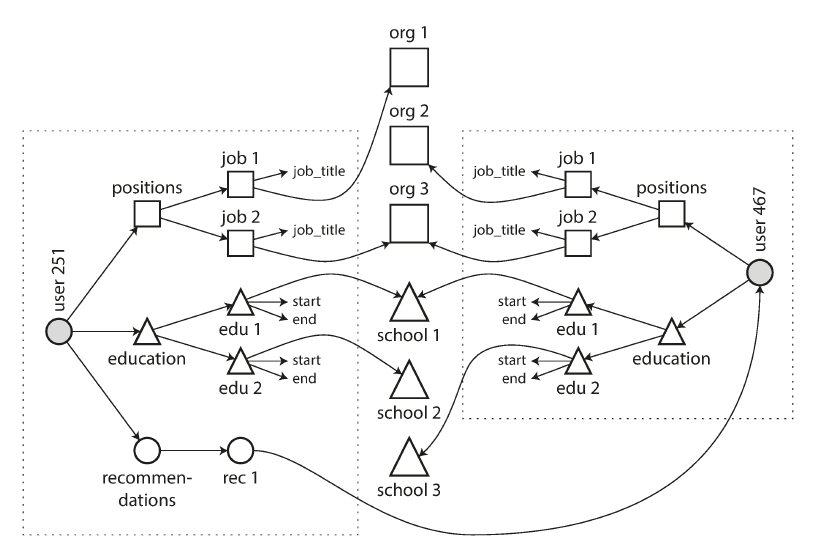 org 1
org 2
org 3
user 251
positions
job 1
job_title
job 2
job_title
education
edu 1
start
end
edu 2
start
end
recommen-
dations
rec 1
school 1
school 2
school 3
job_title
job 1
positions
job_title
job 2
user 467
start
end
edu 1
education
start
end
edu 2